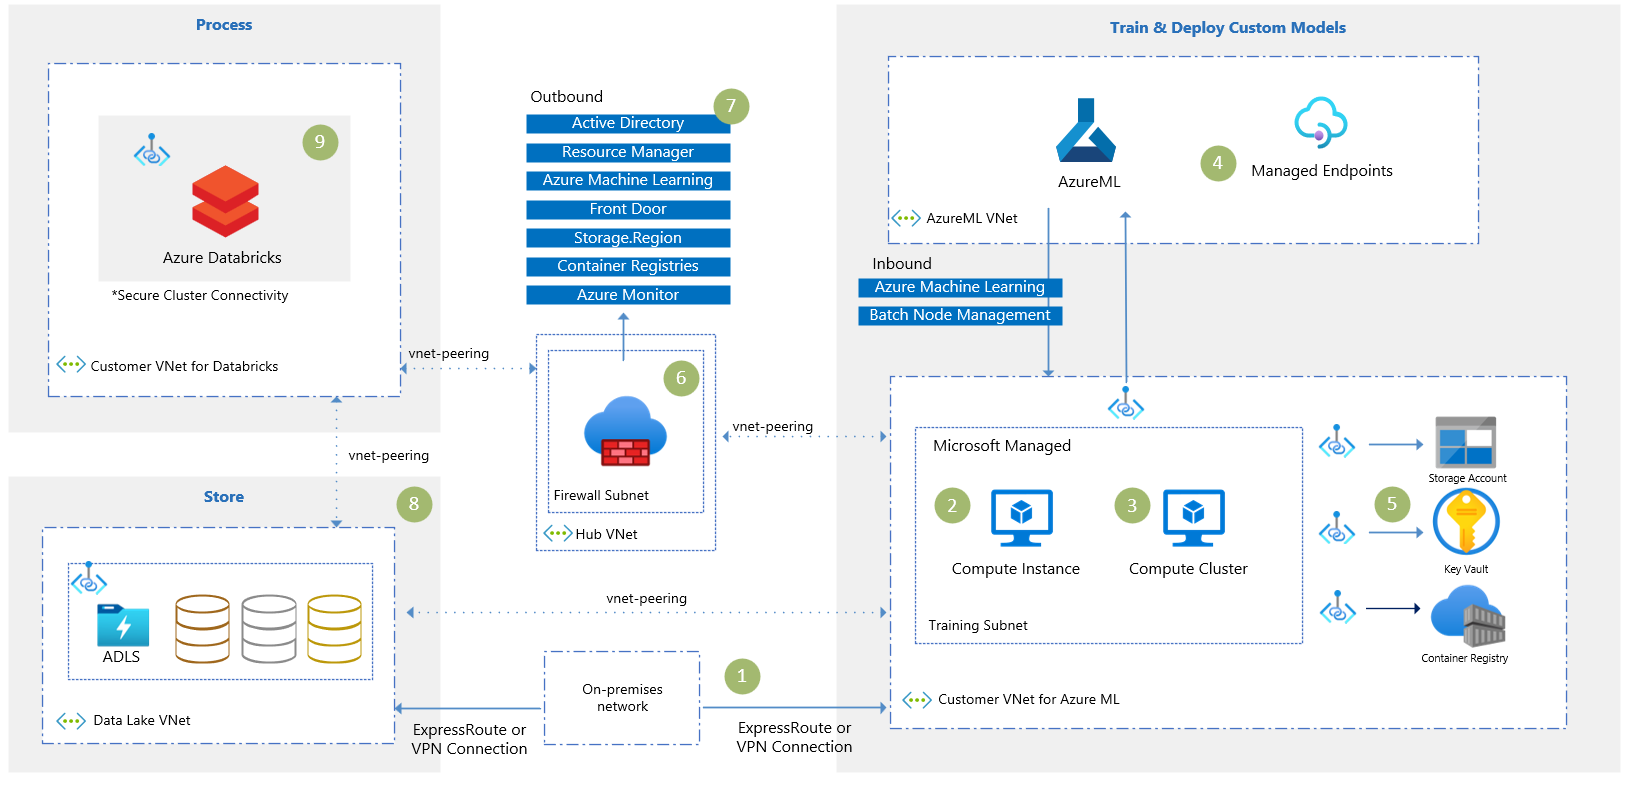 Process
9
Azure Databricks
*Secure Cluster Connectivity
Customer VNet for Databricks
vnet-peering
vnet-peering
Store
8
ADLS
Data Lake VNet
Outbound
7
Active Directory
Resource Manager
Azure Machine Learning
Front Door
Storage.Region
Container Registries
Azure Monitor
6
Firewall Subnet
Hub VNet
vnet-peering
vnet-peering
On-premises
network
1
ExpressRoute or
VPN Connection
ExpressRoute or
VPN Connection
Train & Deploy Custom Models
AzureML
4
Managed Endpoints
AzureML VNet
Inbound
Azure Machine Learning
Batch Node Management
Microsoft Managed
2
Compute Instance
3
Compute Cluster
Training Subnet
Storage Account
5
Key Vault
Container Registry
Customer VNet for Azure ML